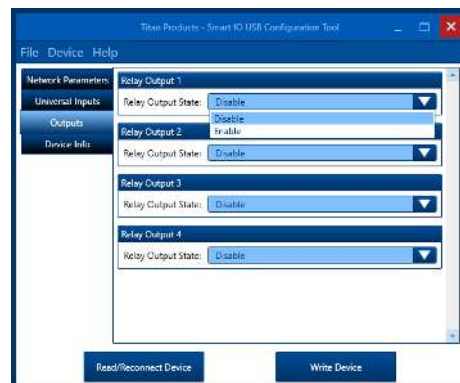 Titan Products - Smart IO USB Configuration Tool
File Device Help
Network Parameters
Universal Inputs
Outputs
Device Info
Relay Output 1
Relay Output State: Disable
Disable
Enable
Relay Output 2
Relay Output State: Disable
Relay Output 3
Relay Output State: Disable
Relay Output 4
Relay Output State: Disable
Read/Reconnect Device
Write Device